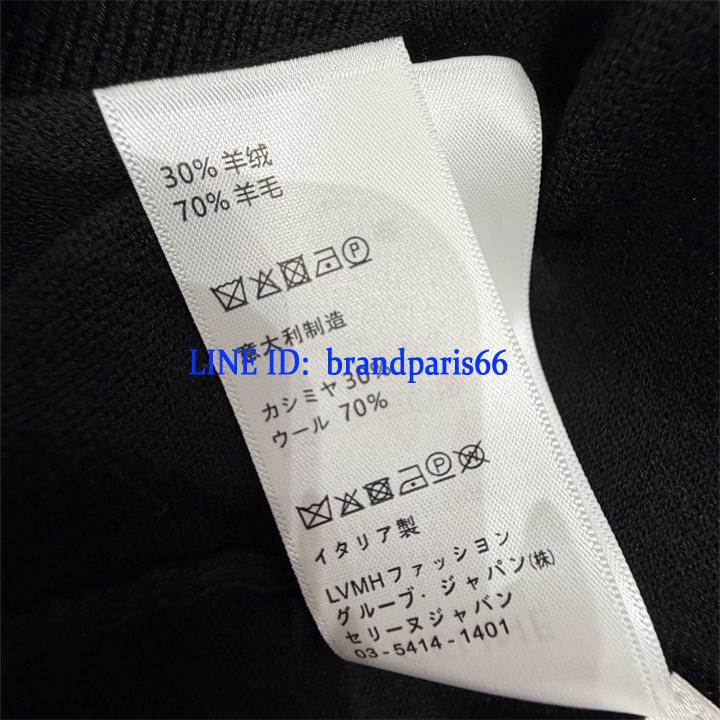 30% 羊绒
70% 羊毛
意大利制造
LINE ID: brandparis66
カシミヤ 30%
ウール 70%
イタリア製
LVMHファッション
グループ・ジャパン(株)
セリーヌジャパン
03-5414-1401